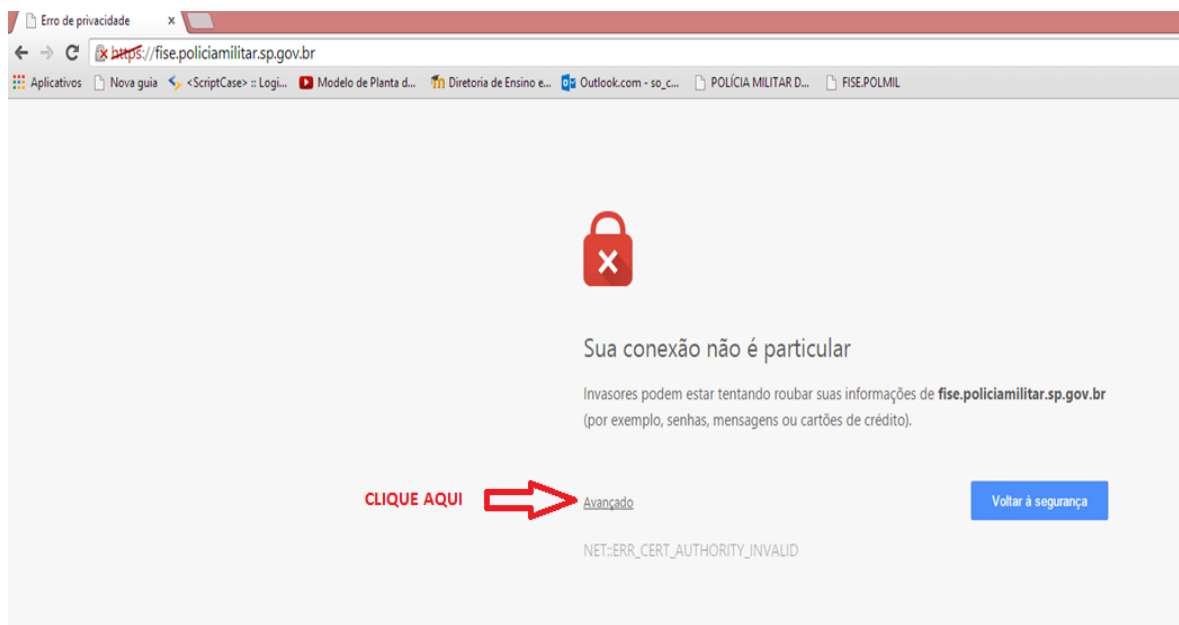 Erro de privacidade x
https://fise.policiamilitar.sp.gov.br
Aplicativos Nova guia <ScriptCase> :: Logi... Modelo de Planta d... Diretoria de Ensino e... Outlook.com - so_c... POLÍCIA MILITAR D... FISE.POLMIL
Sua conexão não é particular
Invasores podem estar tentando roubar suas informações de fise.policiamilitar.sp.gov.br
(por exemplo, senhas, mensagens ou cartões de crédito).
CLIQUE AQUI Avançado Voltar à segurança
NET::ERR_CERT_AUTHORITY_INVALID